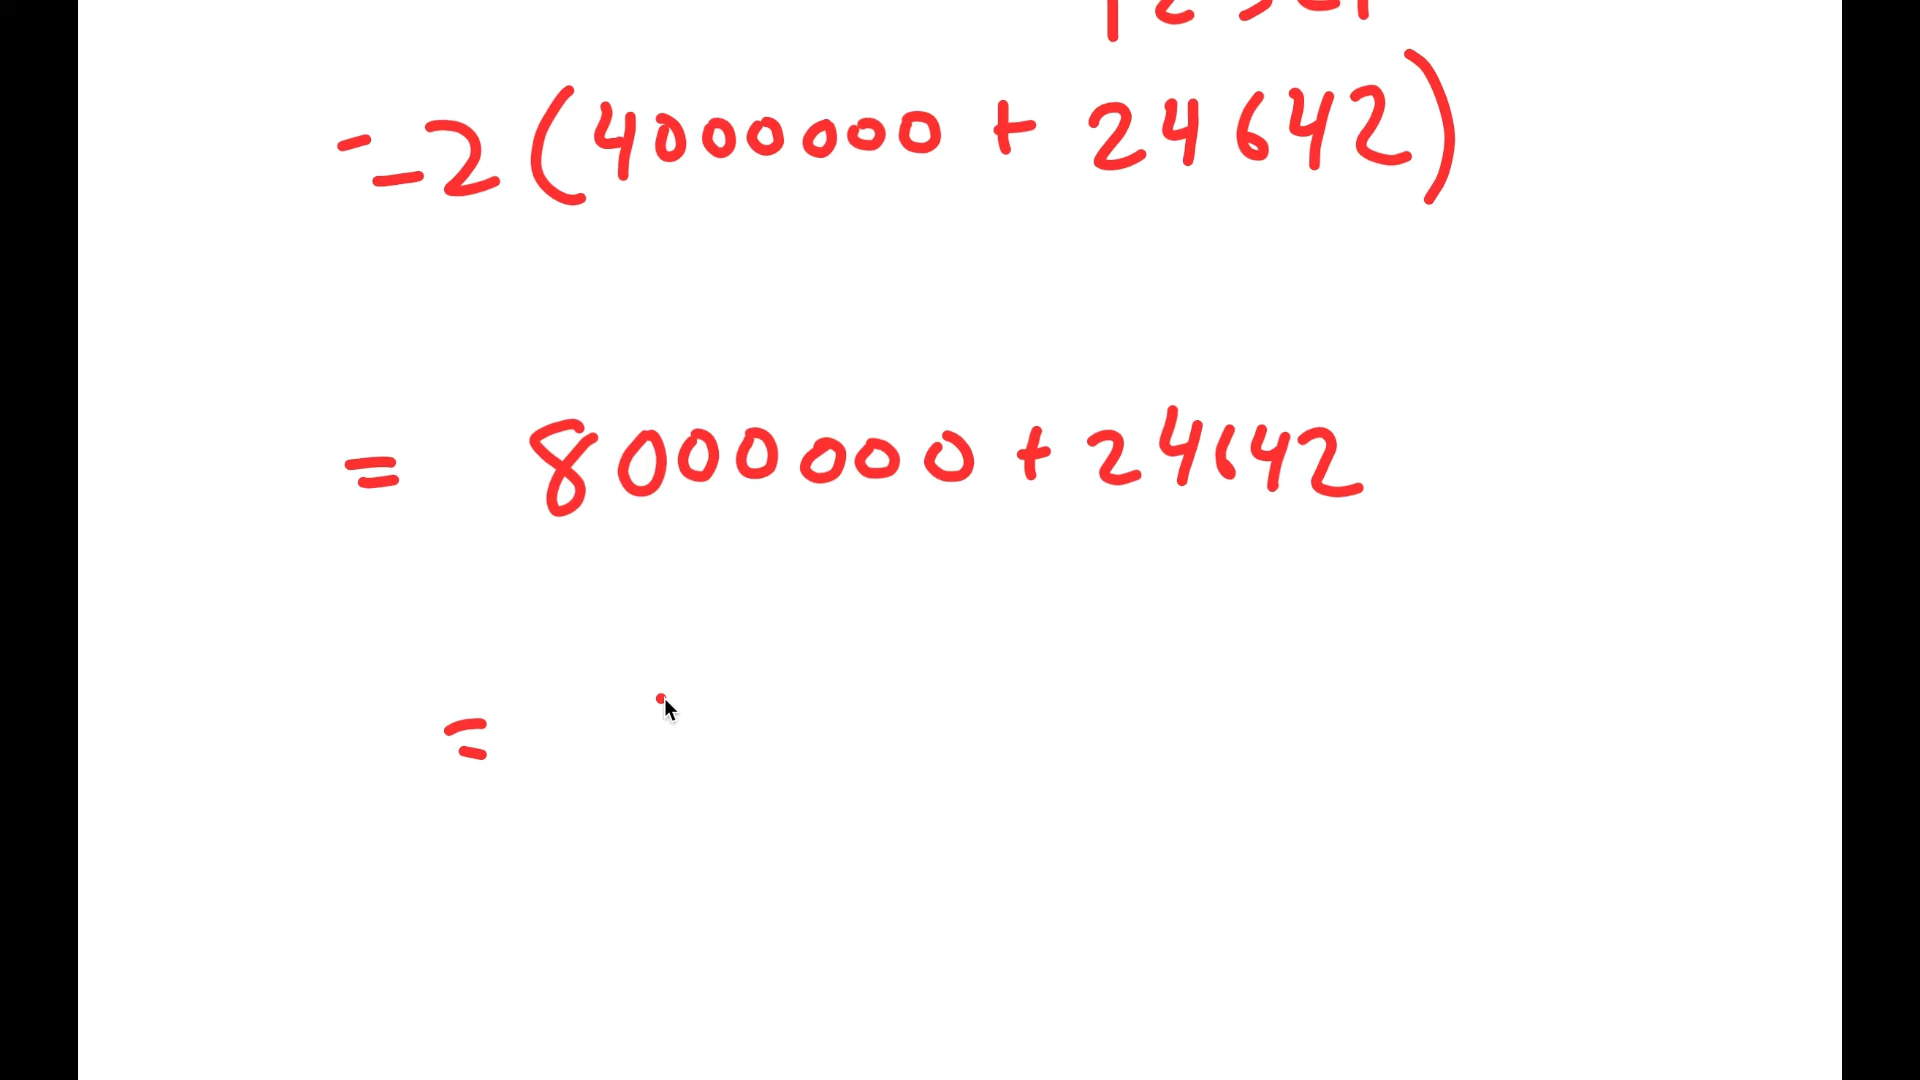 = 2 (4000000 + 24642)
= 8000000 + 24642
=